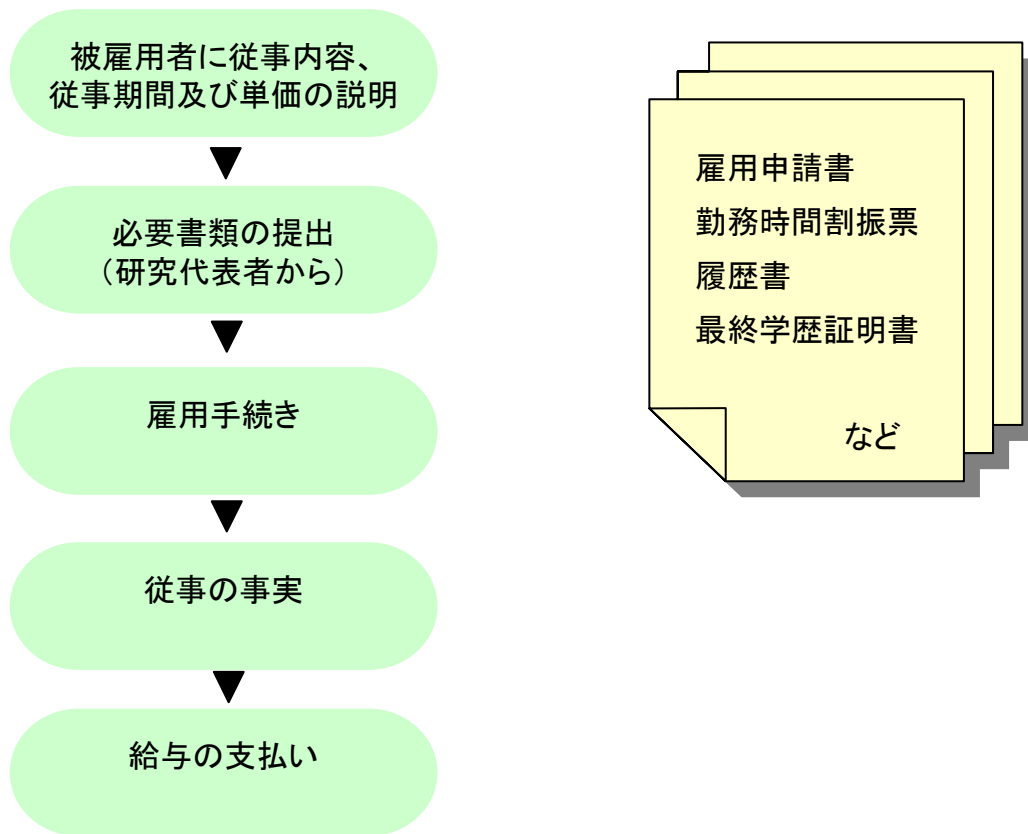 被雇用者に従事内容、
従事期間及び単価の説明
必要書類の提出
（研究代表者から）
雇用手続き
従事の事実
給与の支払い
雇用申請書
勤務時間割振票
履歴書
最終学歴証明書
など